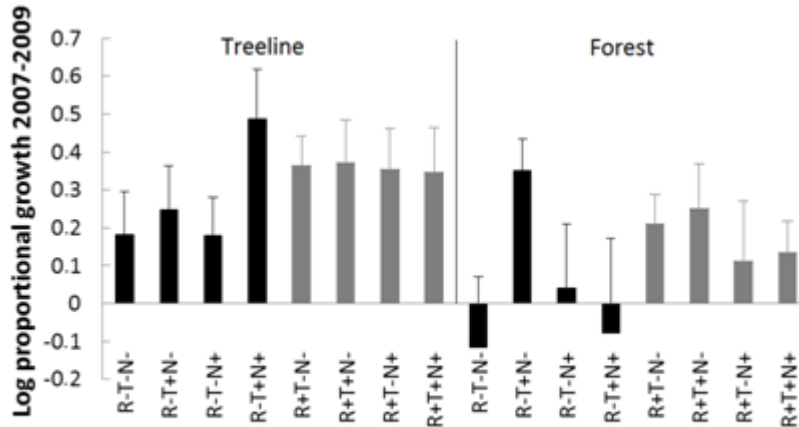 Log proportional growth 2007-2009
0.7
0.6
0.5
0.4
0.3
0.2
0.1
0
-0.1
-0.2
Treeline
Forest
R-T-N-
R-T+N-
R-T-N+
R-T+N+
R+T-N-
R+T+N-
R+T-N+
R+T+N+
R-T-N-
R-T+N-
R-T-N+
R-T+N+
R+T-N-
R+T+N-
R+T-N+
R+T+N+